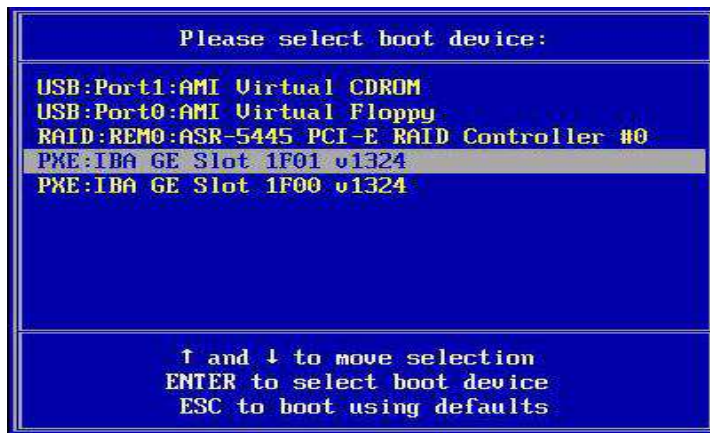 Please select boot device:
USB:Port1:AMI Virtual CDROM
USB:Port0:AMI Virtual Floppy
RAID:REM0:ASR-5445 PCI-E RAID Controller #0
PXE:IBA GE Slot 1F01 v1324
PXE:IBA GE Slot 1F00 v1324
↑ and ↓ to move selection
ENTER to select boot device
ESC to boot using defaults